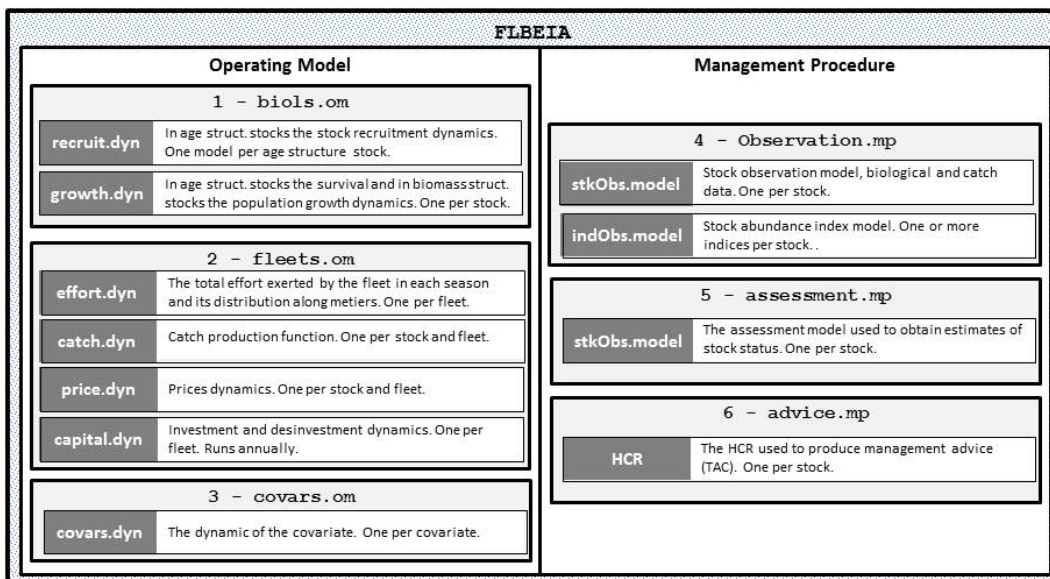 FLBEIA
Operating Model
1 - biols.om
recruit.dyn
In age struct. stocks the stock recruitment dynamics.
One model per age structure stock.
growth.dyn
In age struct. stocks the survival and in biomass struct.
stocks the population growth dynamics. One per stock.
2 - fleets.om
effort.dyn
The total effort exerted by the fleet in each season
and its distribution along metiers. One per fleet.
catch.dyn
Catch production function. One per stock and fleet.
price.dyn
Prices dynamics. One per stock and fleet.
capital.dyn
Investment and desinvestment dynamics. One per
fleet. Runs annually.
3 - covars.om
covars.dyn
The dynamic of the covariate. One per covariate.
Management Procedure
4 - Observation.mp
stkObs.model
Stock observation model, biological and catch
data. One per stock.
indObs.model
Stock abundance index model. One or more
indices per stock. .
5 - assessment.mp
stkObs.model
The assessment model used to obtain estimates of
stock status. One per stock.
6 - advice.mp
HCR
The HCR used to produce management advice
(TAC). One per stock.